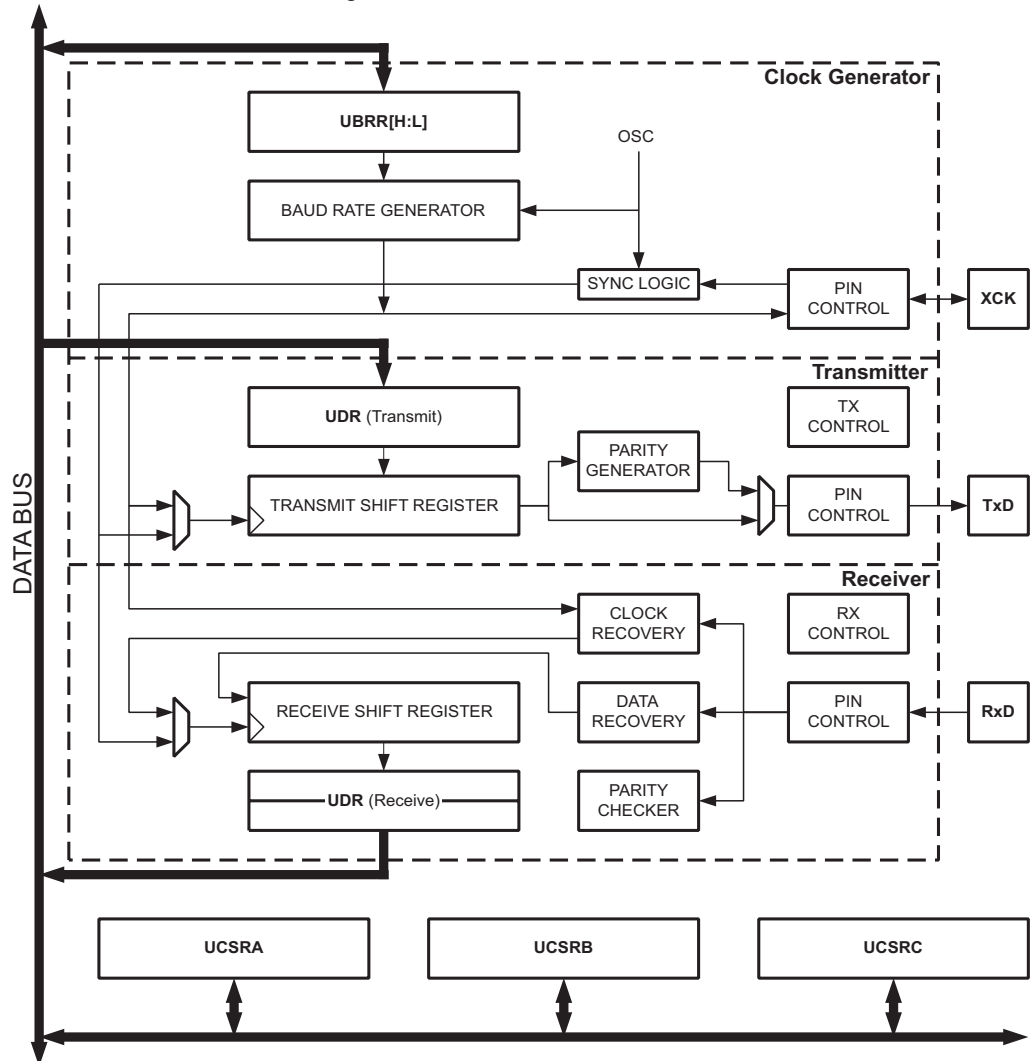 Clock Generator
UBRR[H:L]
OSC
BAUD RATE GENERATOR
SYNC LOGIC
PIN
CONTROL
XCK
Transmitter
UDR (Transmit)
TX
CONTROL
PARITY
GENERATOR
TRANSMIT SHIFT REGISTER
PIN
CONTROL
TxD
DATA BUS
Receiver
CLOCK
RECOVERY
RX
CONTROL
RECEIVE SHIFT REGISTER
DATA
RECOVERY
PIN
CONTROL
RxD
UDR (Receive)
PARITY
CHECKER
UCSRA
UCSRB
UCSRC